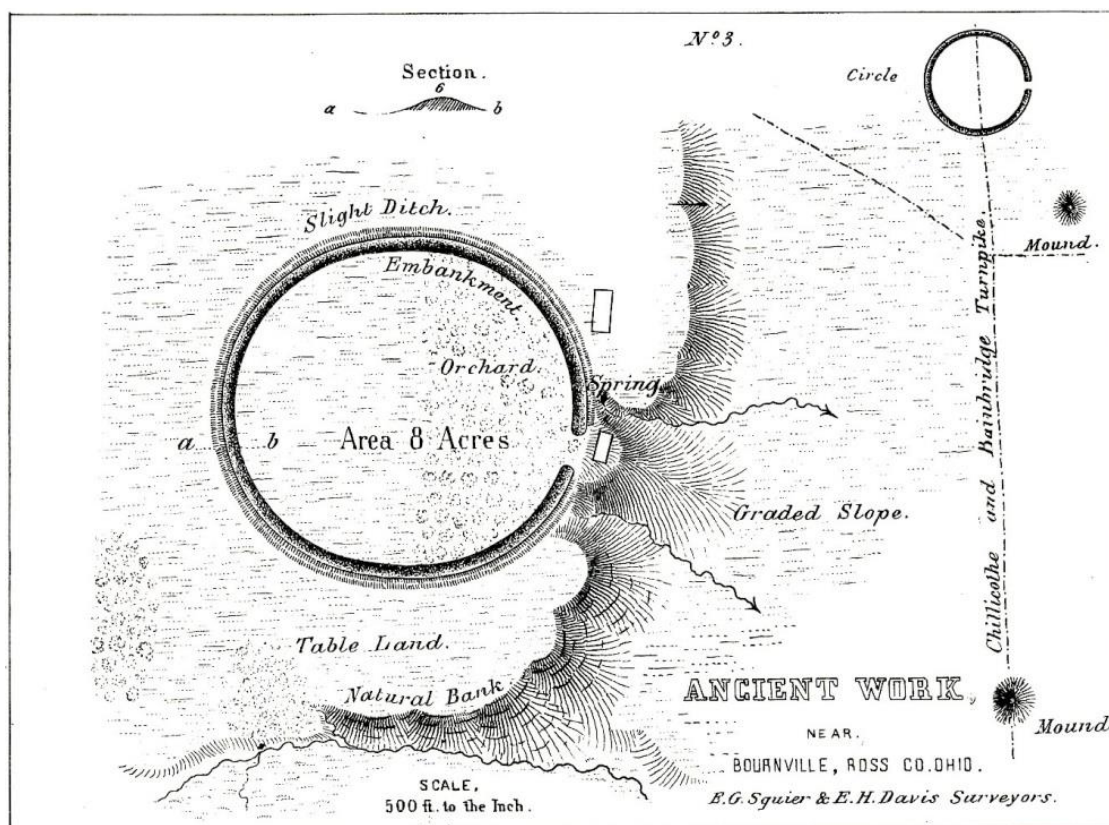 Nº 3.
Section.
6
a b
Circle
Slight Ditch.
Embankment
Mound.
Orchard.
Spring
a b
Area 8 Acres
Graded Slope.
Chillicothe and Bainbridge Turnpike
Table Land.
Natural Bank
ANCIENT WORK,
NEAR.
BOURNVILLE, ROSS CO. OHIO.
E.G. Squier & E.H. Davis Surveyors.
Mound.
SCALE,
500 ft. to the Inch.